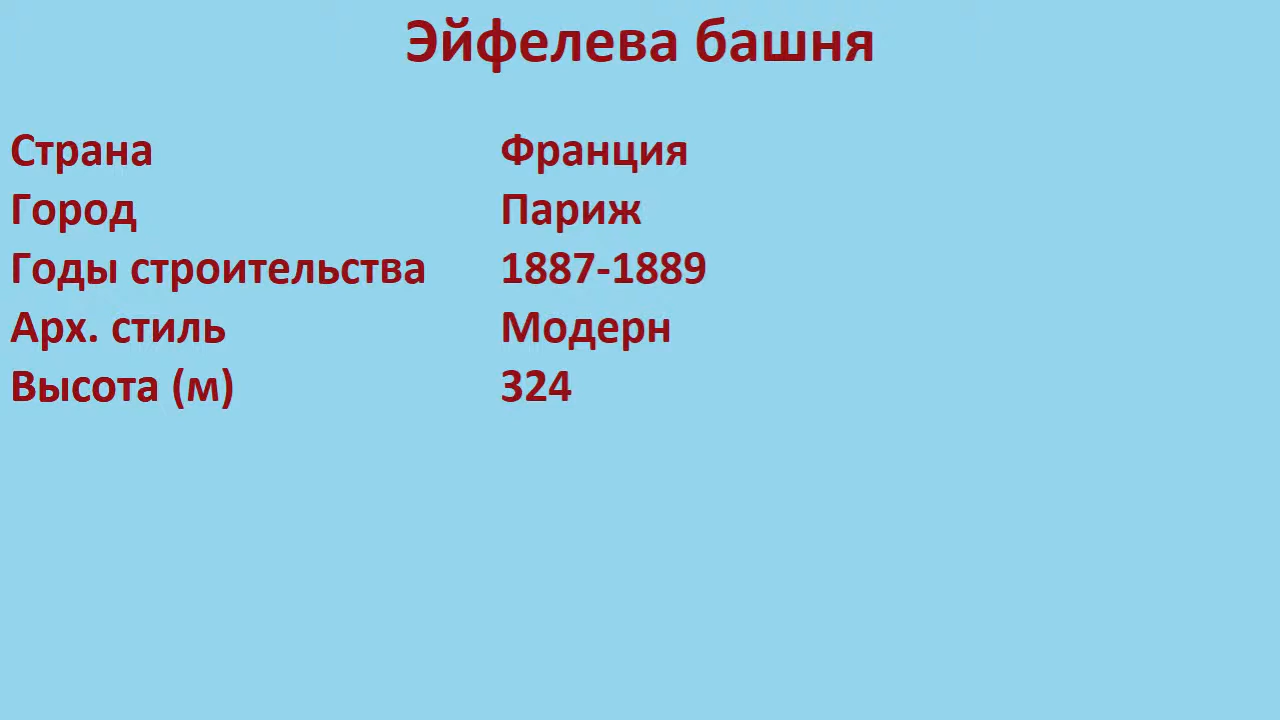 Эйфелева башня
Страна Франция
Город Париж
Годы строительства 1887-1889
Арх. стиль Модерн
Высота (м) 324